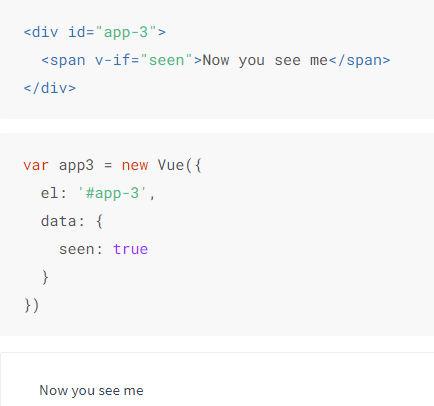 <div id="app-3">
  <span v-if="seen">Now you see me</span>
</div>
var app3 = new Vue({
  el: '#app-3',
  data: {
    seen: true
  }
})
Now you see me